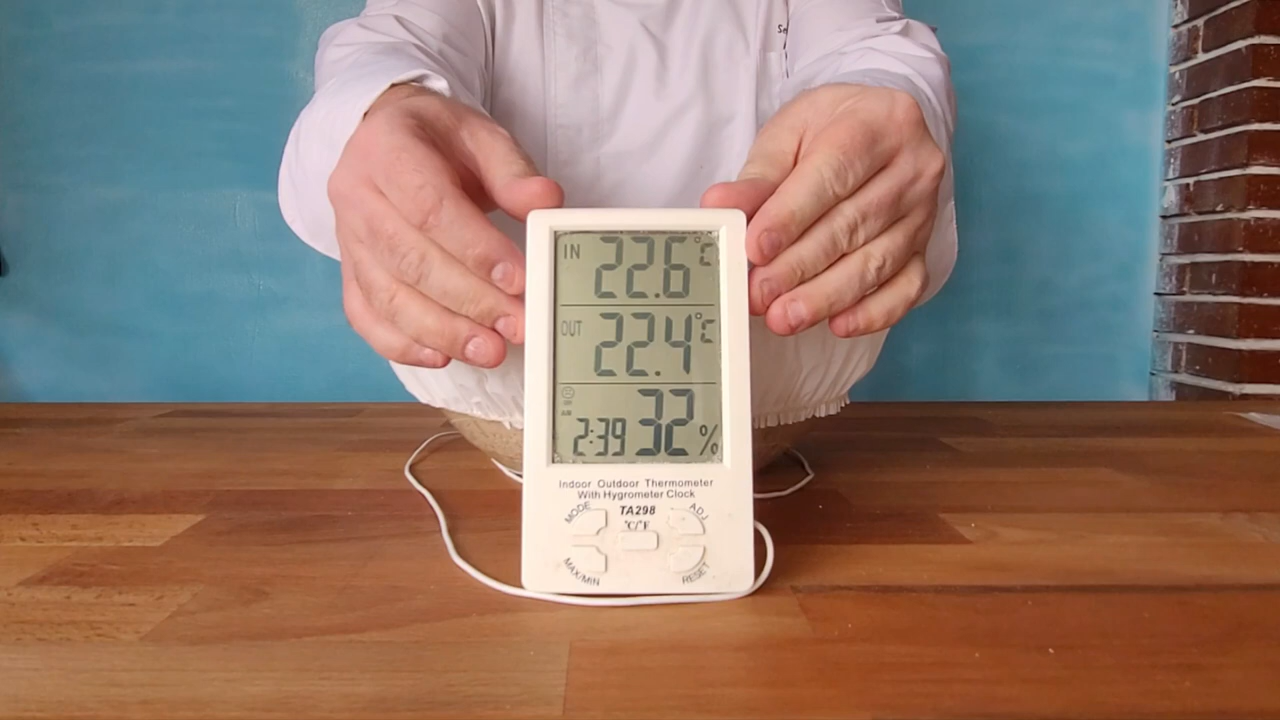 IN 22.6 °C
OUT 22.4 °C
AM
2:39 32 %
Indoor Outdoor Thermometer
With Hygrometer Clock
TA298
MODE °C/°F ADJ
MAX/MIN RESET